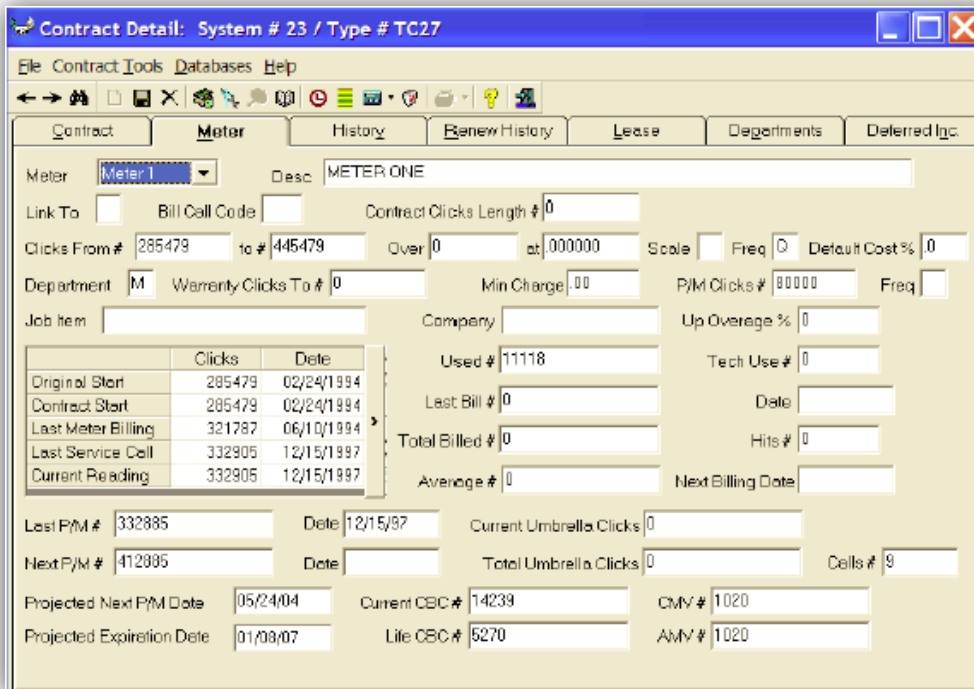 Contract Detail: System # 23 / Type # TC27
File Contract Tools Databases Help
Contract Meter History Renew History Lease Departments Deferred Inc.
Meter Meter 1 Desc METER ONE
Link To Bill Call Code Contract Clicks Length # 0
Clicks From # 285479 to # 445479 Over 0 at .000000 Scale Freq Default Cost % .0
Department M Warranty Clicks To # 0 Min Charge .00 P/M Clicks # 80000 Freq
Job Item Company Up Overage % 0
Clicks Date Used # 11118 Tech Use # 0
Original Start 285479 02/24/1994
Contract Start 285479 02/24/1994 Last Bill # 0 Date
Last Meter Billing 321787 06/10/1994 >
Last Service Call 332905 12/15/1997 Total Billed # 0 Hits # 0
Current Reading 332905 12/15/1997 Average # 0 Next Billing Date
Last P/M # 332885 Date 12/15/97 Current Umbrella Clicks 0
Next P/M # 412885 Date Total Umbrella Clicks 0 Calls # 9
Projected Next P/M Date 05/24/04 Current CBC # 14239 CMV # 1020
Projected Expiration Date 01/08/07 Life CBC # 5270 AMV # 1020